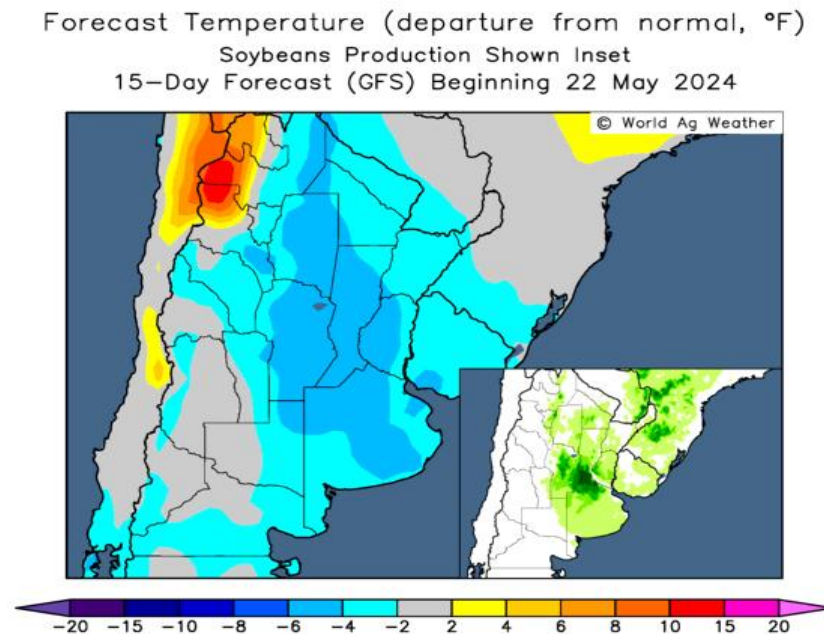 Forecast Temperature (departure from normal, °F)
Soybeans Production Shown Inset
15-Day Forecast (GFS) Beginning 22 May 2024
© World Ag Weather
-20 -15 -10 -8 -6 -4 -2 2 4 6 8 10 15 20